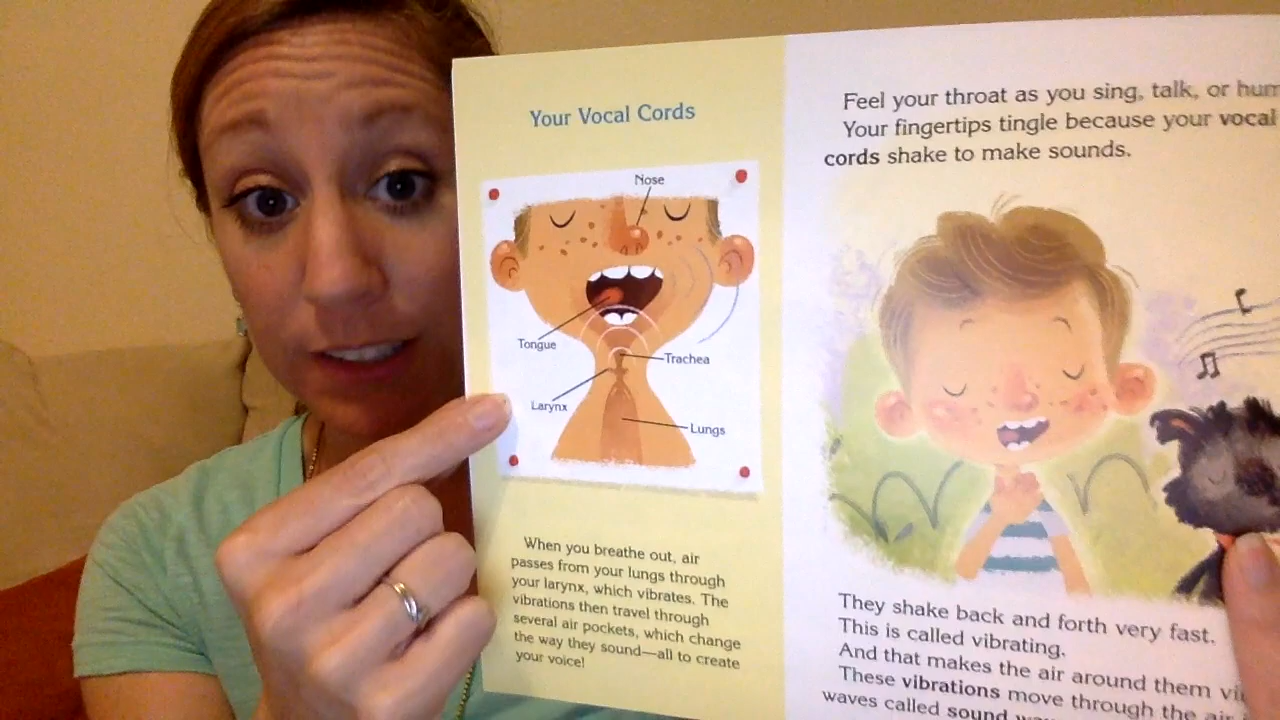 Your Vocal Cords
Nose
Tongue
Trachea
Larynx
Lungs
When you breathe out, air
passes from your lungs through
your larynx, which vibrates. The
vibrations then travel through
several air pockets, which change
the way they sound—all to create
your voice!
Feel your throat as you sing, talk, or
Your fingertips tingle because your vocal
cords shake to make sounds.
They shake back and forth very fast.
This is called vibrating.
And that makes the air around them
These vibrations move through the
waves called sound